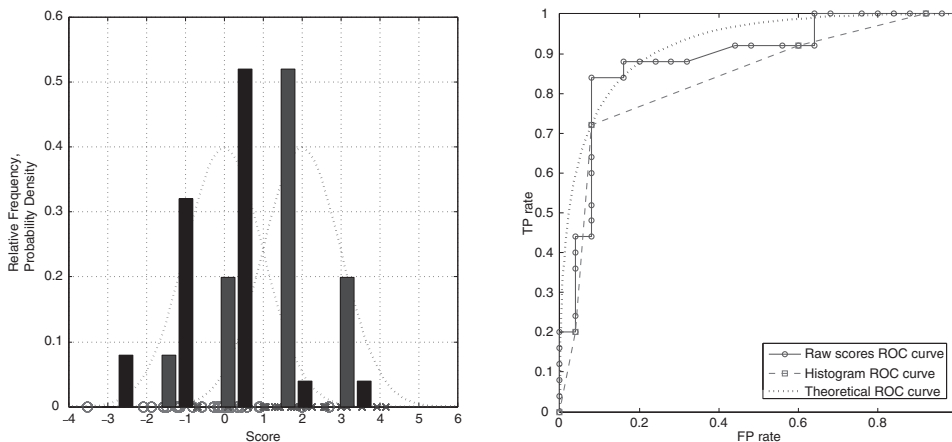 0.6
0.5
0.4
0.3
0.2
0.1
0
Relative Frequency,
Probability Density
−4 −3 −2 −1 0 1 2 3 4 5 6
Score
1
0.9
0.8
0.7
0.6
0.5
0.4
0.3
0.2
0.1
0
TP rate
0 0.2 0.4 0.6 0.8
FP rate
Raw scores ROC curve
Histogram ROC curve
Theoretical ROC curve